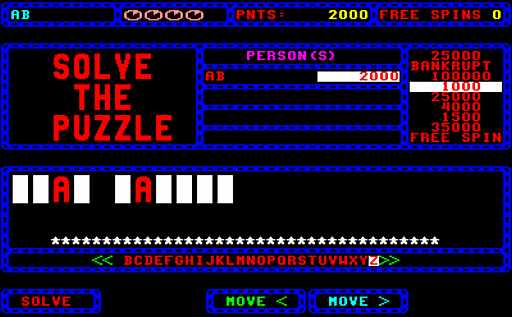 AB PNTS: 2000 FREE SPINS 0
SOLVE
THE
PUZZLE
PERSON(S)
AB 2000
25000
BANKRUPT
100000
1000
25000
4000
1500
35000
FREE SPIN
A A
**************************************
<< BCDEFGHIJKLMNOPQRSTUVWXYZ>>
SOLVE MOVE < MOVE >